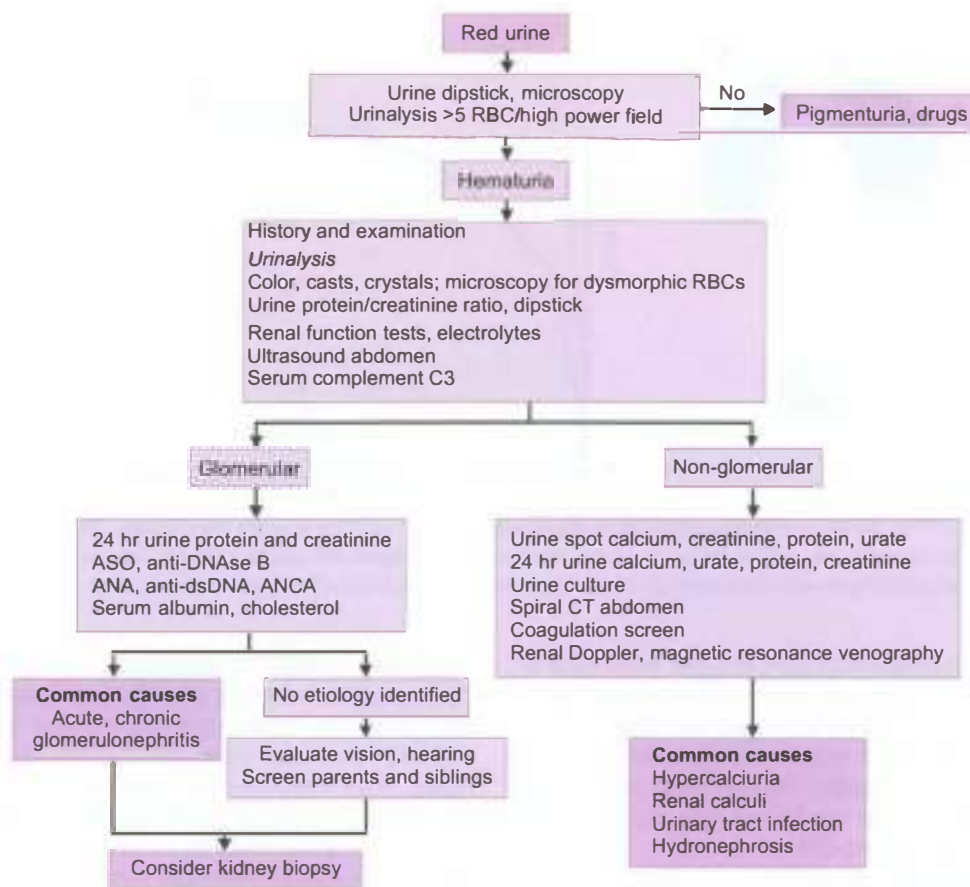 Red urine
Urine dipstick, microscopy
Urinalysis >5 RBC/high power field
No
Pigmenturia, drugs
Hematuria
History and examination
Urinalysis
Color, casts, crystals; microscopy for dysmorphic RBCs
Urine protein/creatinine ratio, dipstick
Renal function tests, electrolytes
Ultrasound abdomen
Serum complement C3
Glomerular
24 hr urine protein and creatinine
ASO, anti-DNAse B
ANA, anti-dsDNA, ANCA
Serum albumin, cholesterol
Common causes
Acute, chronic
glomerulonephritis
No etiology identified
Evaluate vision, hearing
Screen parents and siblings
Consider kidney biopsy
Non-glomerular
Urine spot calcium, creatinine, protein, urate
24 hr urine calcium, urate, protein, creatinine
Urine culture
Spiral CT abdomen
Coagulation screen
Renal Doppler, magnetic resonance venography
Common causes
Hypercalciuria
Renal calculi
Urinary tract infection
Hydronephrosis